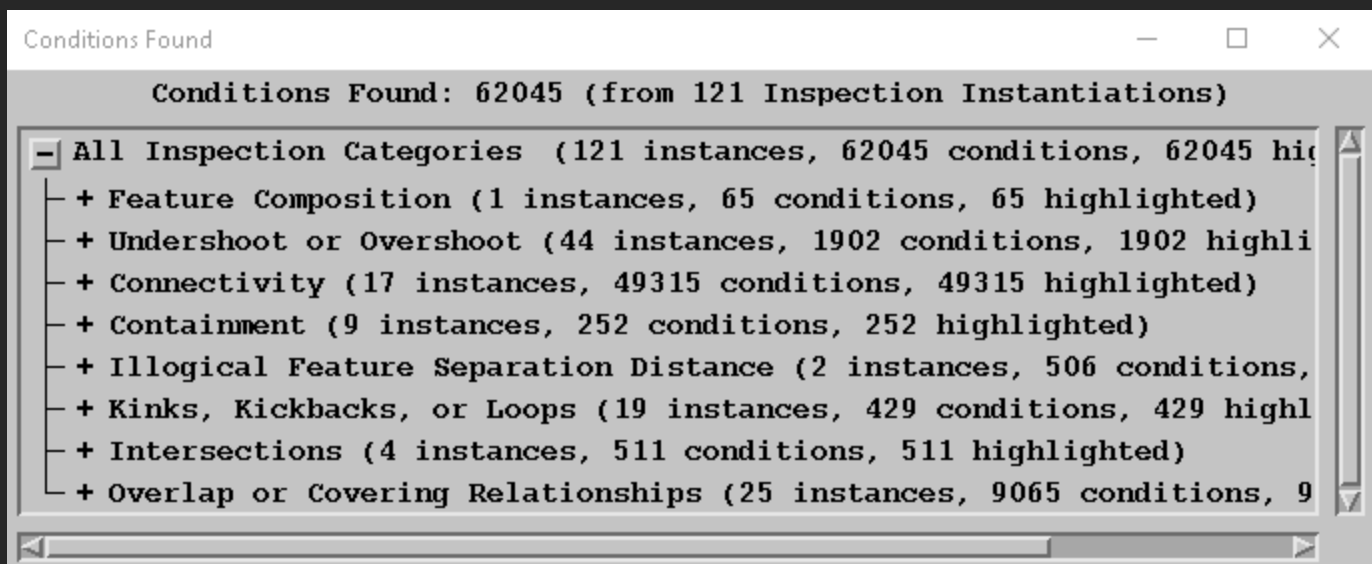 Conditions Found
Conditions Found: 62045 (from 121 Inspection Instantiations)
All Inspection Categories (121 instances, 62045 conditions, 62045 hig
+ Feature Composition (1 instances, 65 conditions, 65 highlighted)
+ Undershoot or Overshoot (44 instances, 1902 conditions, 1902 highli
+ Connectivity (17 instances, 49315 conditions, 49315 highlighted)
+ Containment (9 instances, 252 conditions, 252 highlighted)
+ Illogical Feature Separation Distance (2 instances, 506 conditions,
+ Kinks, Kickbacks, or Loops (19 instances, 429 conditions, 429 highl
+ Intersections (4 instances, 511 conditions, 511 highlighted)
+ Overlap or Covering Relationships (25 instances, 9065 conditions, 9